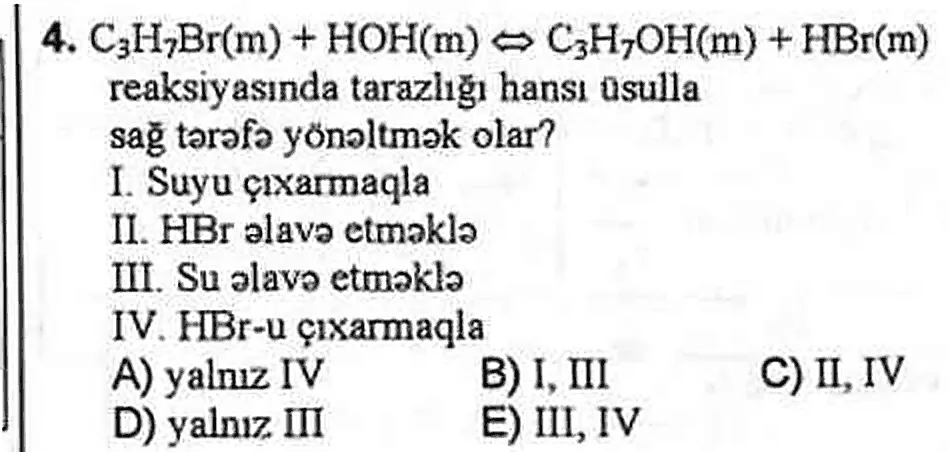 4. C₃H₇Br(m) + HOH(m) ⇔ C₃H₇OH(m) + HBr(m)
reaksiyasında tarazlığı hansı üsulla
sağ tərəfə yönəltmək olar?
I. Suyu çıxarmaqla
II. HBr əlavə etməklə
III. Su əlavə etməklə
IV. HBr-u çıxarmaqla
A) yalnız IV B) I, III C) II, IV
D) yalnız III E) III, IV